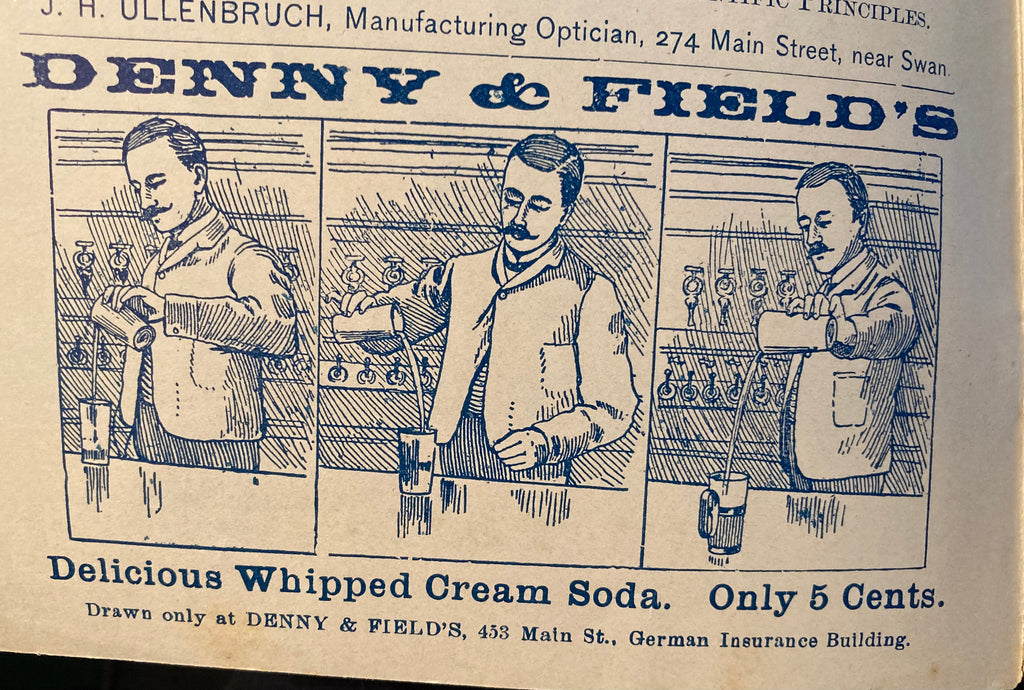 PRINCIPLES.
J. H. ULLENBRUCH, Manufacturing Optician, 274 Main Street, near Swan.
DENNY & FIELD'S
Delicious Whipped Cream Soda. Only 5 Cents.
Drawn only at DENNY & FIELD'S, 453 Main St., German Insurance Building.